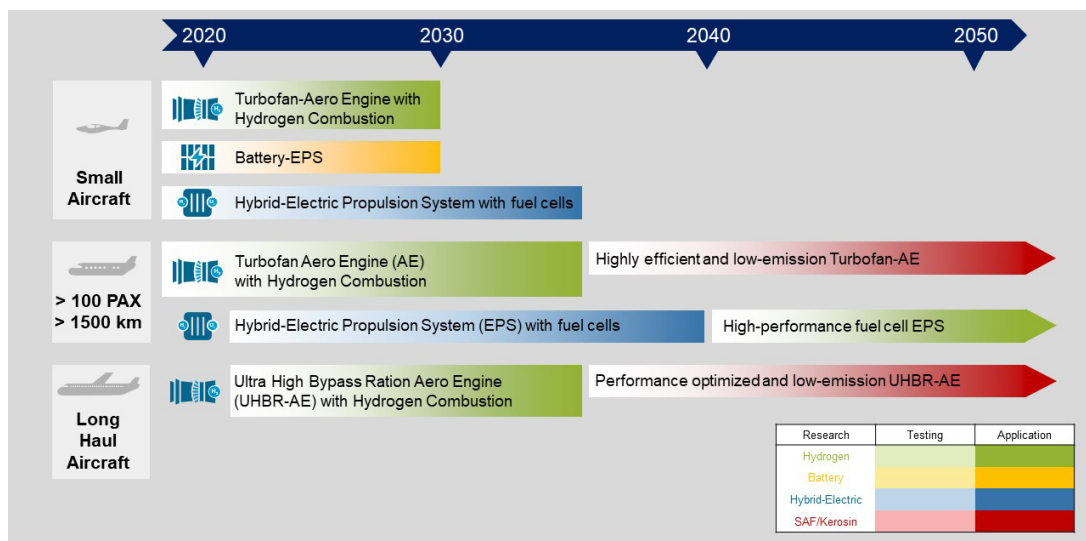 2020 2030 2040 2050
Small
Aircraft
Turbofan-Aero Engine with
Hydrogen Combustion
Battery-EPS
Hybrid-Electric Propulsion System with fuel cells
> 100 PAX
> 1500 km
Turbofan Aero Engine (AE)
with Hydrogen Combustion
Highly efficient and low-emission Turbofan-AE
Hybrid-Electric Propulsion System (EPS) with fuel cells
High-performance fuel cell EPS
Long
Haul
Aircraft
Ultra High Bypass Ration Aero Engine
(UHBR-AE) with Hydrogen Combustion
Performance optimized and low-emission UHBR-AE
Research Testing Application
Hydrogen
Battery
Hybrid-Electric
SAF/Kerosin